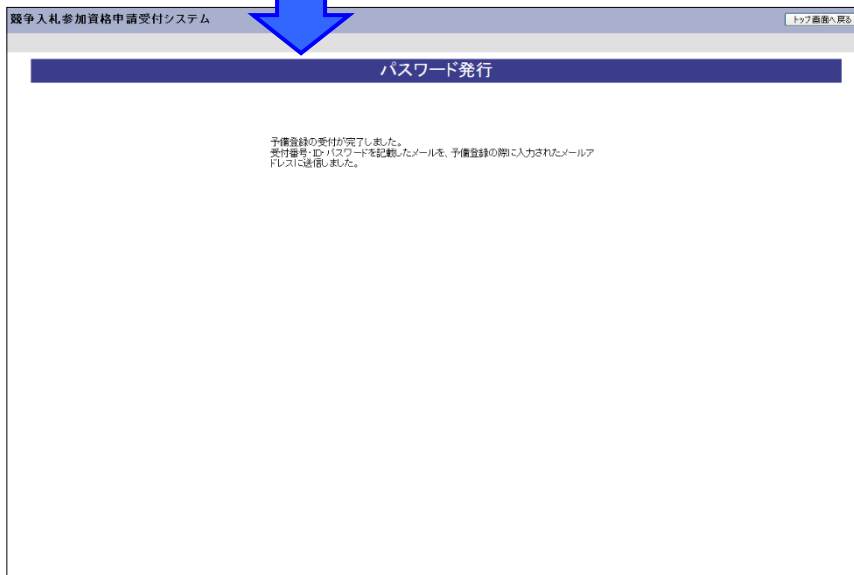 競争入札参加資格申請受付システム
トップ画面へ戻る
パスワード発行
予備登録の受付が完了しました。
受付番号・ID・パスワードを記載したメールを、予備登録の際に入力されたメールア
ドレスに送信しました。